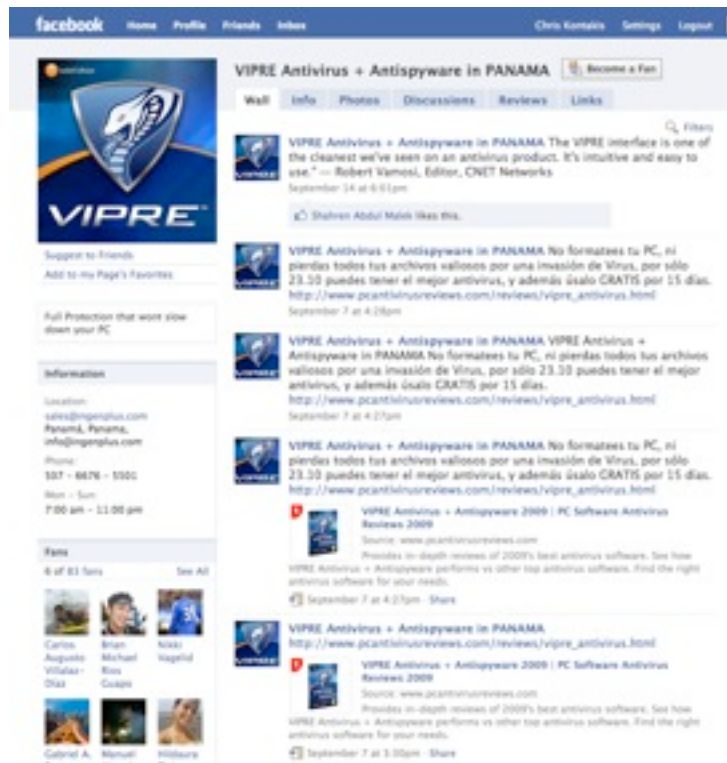 facebook Home Profile Friends Inbox Chris Kontakis Settings Logout
VIPRE Antivirus + Antispyware in PANAMA Become a Fan
Wall Info Photos Discussions Reviews Links
Filters
VIPRE
Suggest to Friends
Add to my Page's Favorites
Full Protection that wont slow
down your PC
Information
Location:
sales@ingenplus.com
Panamá, Panama,
info@ingenplus.com
Phone:
507 - 6676 - 5501
Mon - Sun:
7:00 am - 11:00 pm
Fans
6 of 83 fans See All
Carlos
Augusto
Villalaz-
Diaz
Brian
Michael
Rios
Guapo
Nikki
Vagelid
Gabriel A.
Manuel
Hildaura
VIPRE Antivirus + Antispyware in PANAMA The VIPRE interface is one of
the cleanest we've seen on an antivirus product. It's intuitive and easy to
use." — Robert Vamosi, Editor, CNET Networks
September 14 at 6:01pm
Shahren Abdul Malek likes this.
VIPRE Antivirus + Antispyware in PANAMA No formatees tu PC, ni
pierdas todos tus archivos valiosos por una invasión de Virus, por sólo
23.10 puedes tener el mejor antivirus, y además úsalo GRATIS por 15 días.
http://www.pcantivirusreviews.com/reviews/vipre_antivirus.html
September 7 at 4:28pm
VIPRE Antivirus + Antispyware in PANAMA VIPRE Antivirus +
Antispyware in PANAMA No formatees tu PC, ni pierdas todos tus archivos
valiosos por una invasión de Virus, por sólo 23.10 puedes tener el mejor
antivirus, y además úsalo GRATIS por 15 días.
http://www.pcantivirusreviews.com/reviews/vipre_antivirus.html
September 7 at 4:27pm
VIPRE Antivirus + Antispyware in PANAMA No formatees tu PC, ni
pierdas todos tus archivos valiosos por una invasión de Virus, por sólo
23.10 puedes tener el mejor antivirus, y además úsalo GRATIS por 15 días.
http://www.pcantivirusreviews.com/reviews/vipre_antivirus.html
VIPRE Antivirus + Antispyware 2009 | PC Software Antivirus
Reviews 2009
Source: www.pcantivirusreviews.com
Provides in-depth reviews of 2009's best antivirus software. See how
VIPRE Antivirus + Antispyware performs vs other top antivirus software. Find the right
antivirus software for your needs.
September 7 at 4:27pm · Share
VIPRE Antivirus + Antispyware in PANAMA
http://www.pcantivirusreviews.com/reviews/vipre_antivirus.html
VIPRE Antivirus + Antispyware 2009 | PC Software Antivirus
Reviews 2009
Source: www.pcantivirusreviews.com
Provides in-depth reviews of 2009's best antivirus software. See how
VIPRE Antivirus + Antispyware performs vs other top antivirus software. Find the right
antivirus software for your needs.
September 7 at 3:30pm · Share